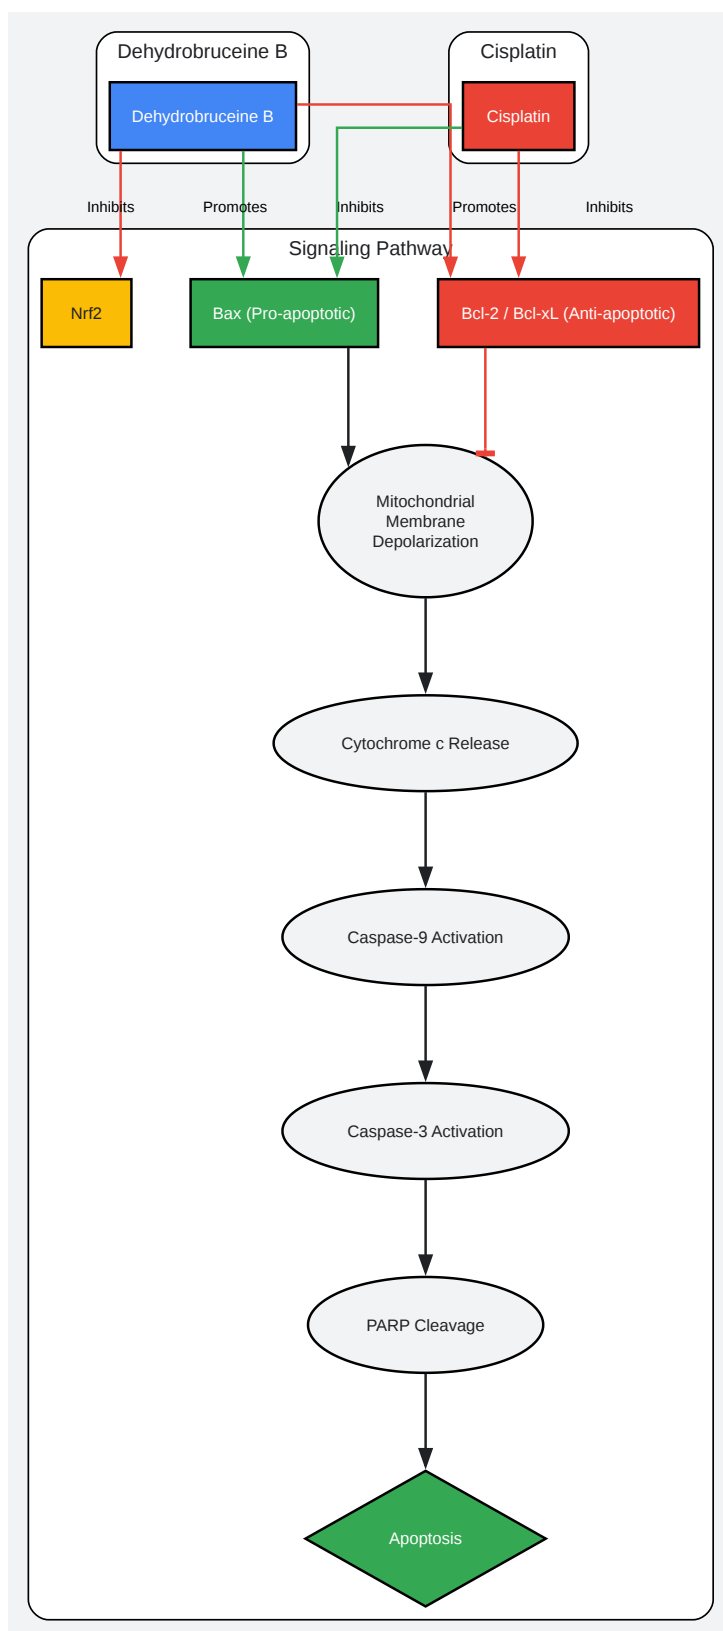 Dehydrobruceine B
Cisplatin
Dehydrobruceine B
Cisplatin
Inhibits
Promotes
Inhibits
Promotes
Inhibits
Signaling Pathway
Nrf2
Bax (Pro-apoptotic)
Bcl-2 / Bcl-xL (Anti-apoptotic)
Mitochondrial
Membrane
Depolarization
Cytochrome c Release
Caspase-9 Activation
Caspase-3 Activation
PARP Cleavage
Apoptosis